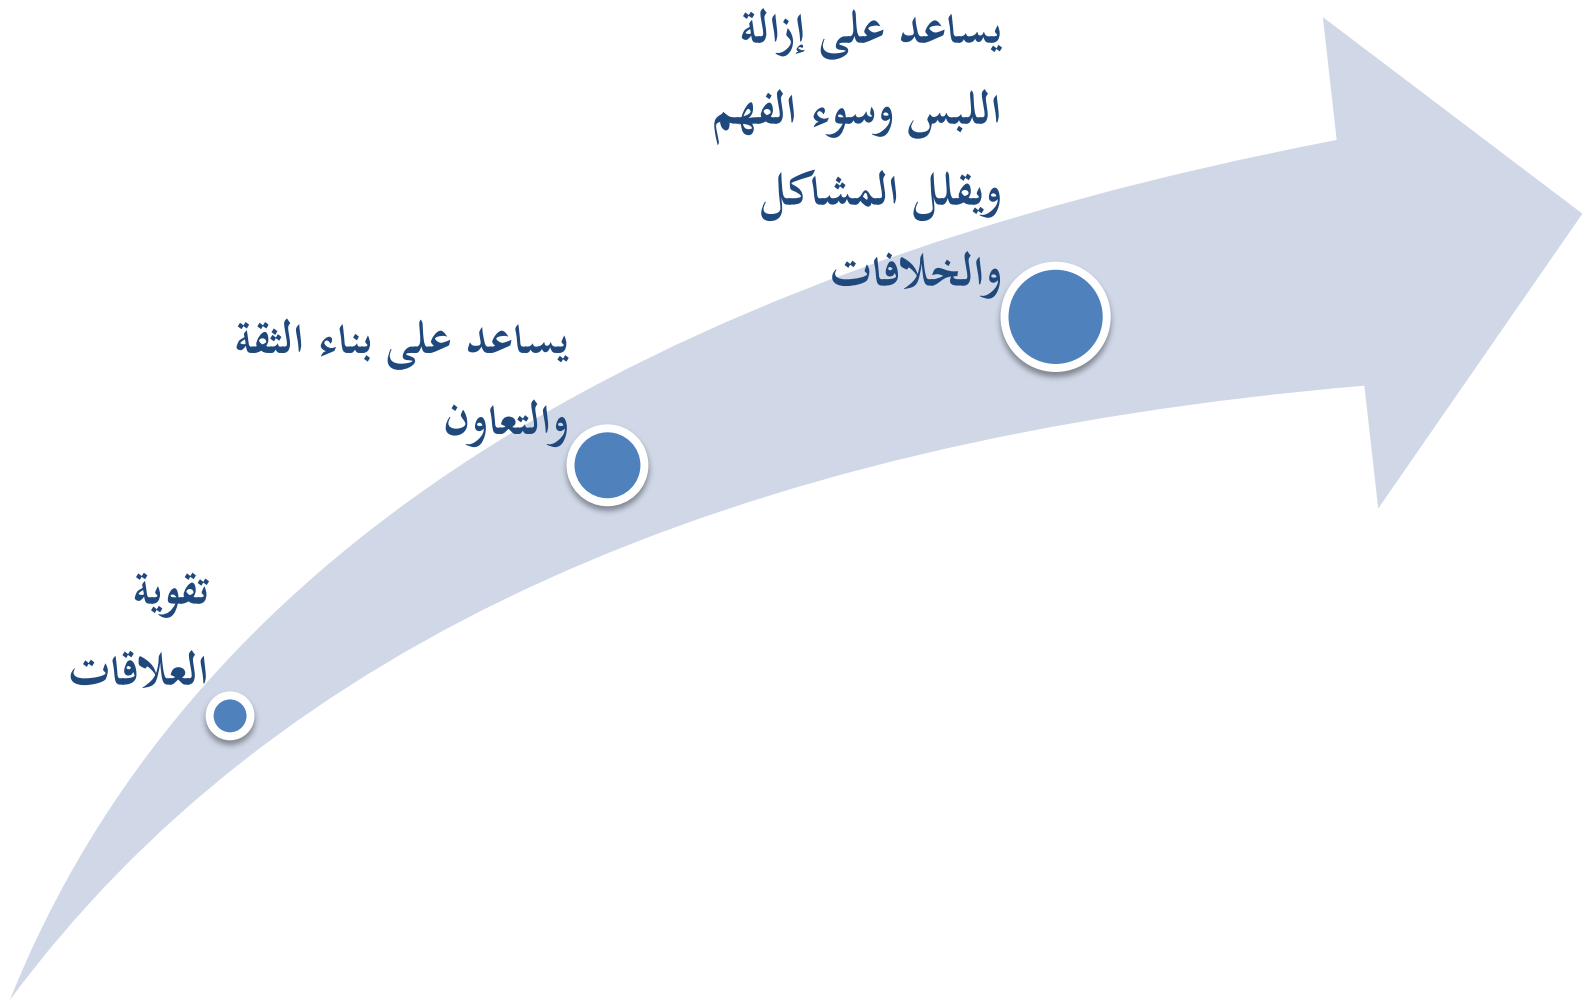 يساعد على إزالة
اللبس وسوء الفهم
ويقلل المشاكل
والخلافات
يساعد على بناء الثقة
والتعاون
تقوية
العلاقات